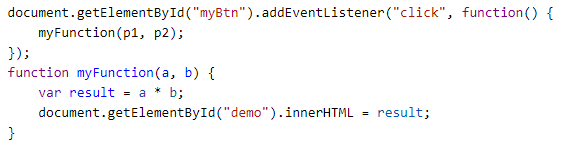 document.getElementById("myBtn").addEventListener("click", function() {
    myFunction(p1, p2);
});
function myFunction(a, b) {
    var result = a * b;
    document.getElementById("demo").innerHTML = result;
}